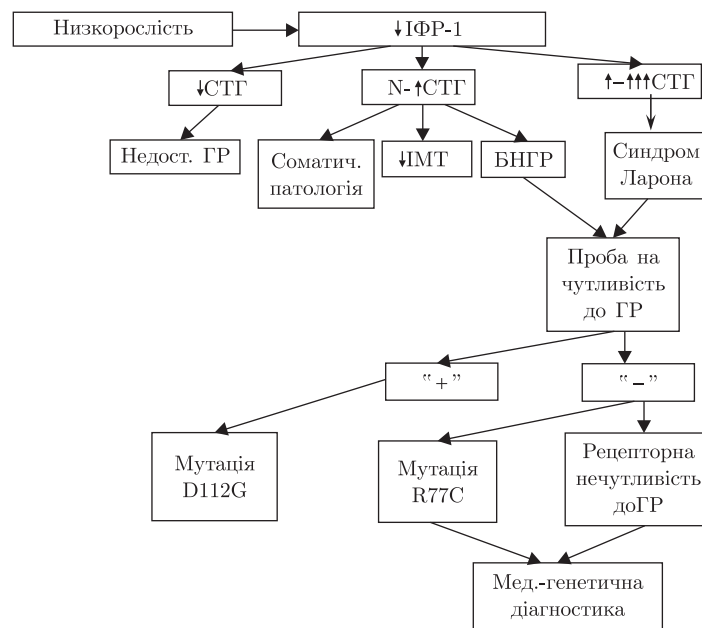 Низкорослість
↓ІФР-1
↓СТГ
N-↑СТГ
↑–↑↑↑СТГ
Недост. ГР
Соматич.
патологія
↓ІМТ
БНГР
Синдром
Ларона
Проба на
чутливість
до ГР
“+”
“–”
Мутація
D112G
Мутація
R77C
Рецепторна
нечутливість
доГР
Мед.-генетична
діагностика